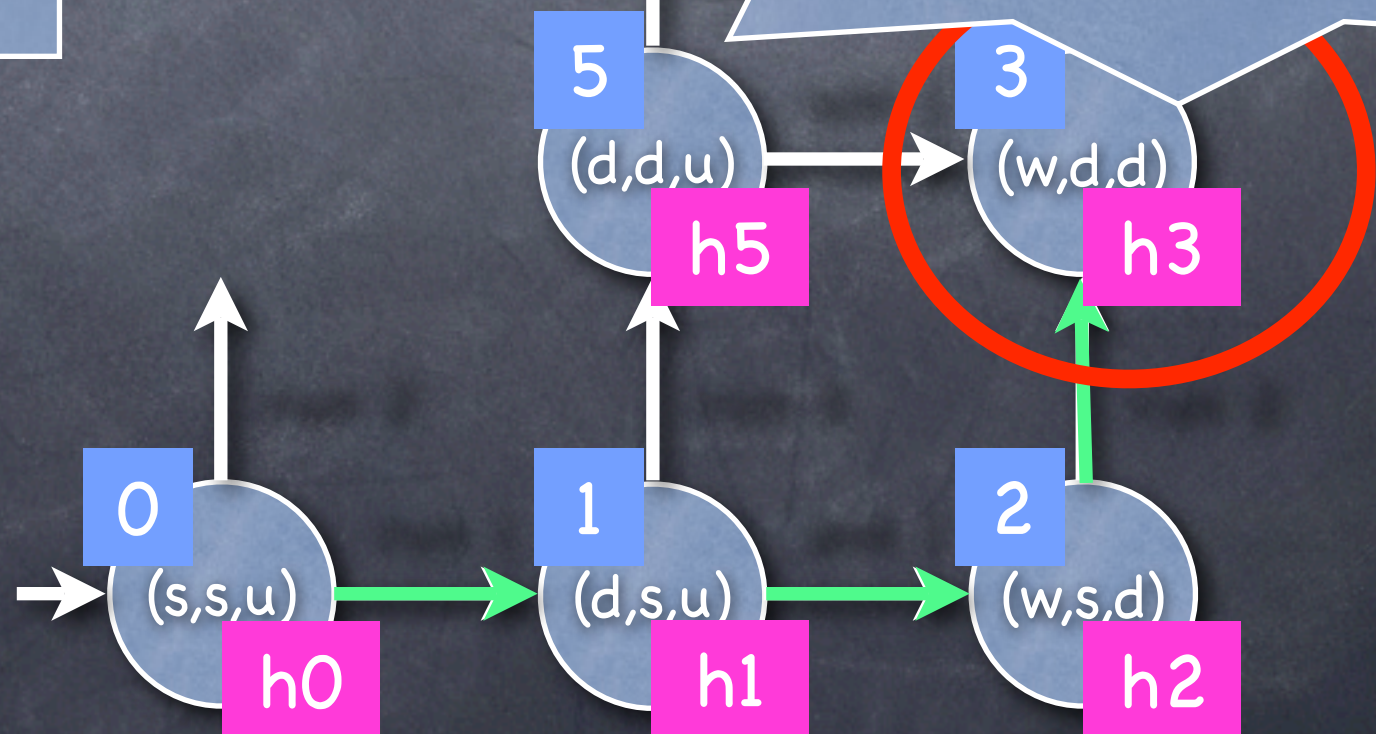 5
3
(d,d,u)
(w,d,d)
h5
h3
0
1
2
(s,s,u)
(d,s,u)
(w,s,d)
h0
h1
h2